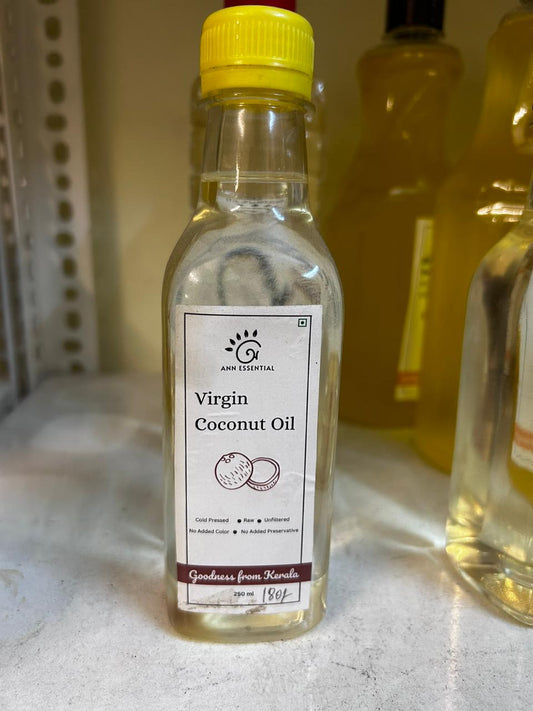 ANN ESSENTIAL
Virgin
Coconut Oil
Cold Pressed ● Raw ● Unfiltered
No Added Color ● No Added Preservative
Goodness from Kerala
250 ml 180/